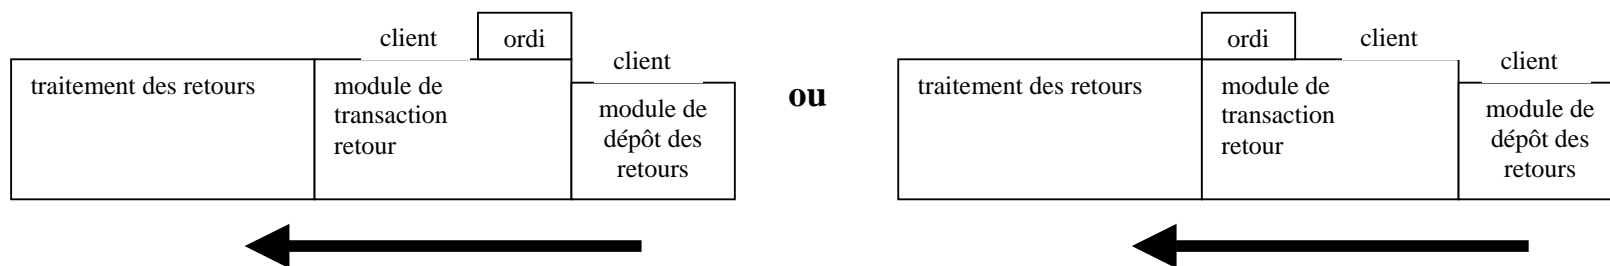 client
ordi
client
traitement des retours
module de
transaction
retour
module de
dépôt des
retours
ou
ordi
client
client
traitement des retours
module de
transaction
retour
module de
dépôt des
retours